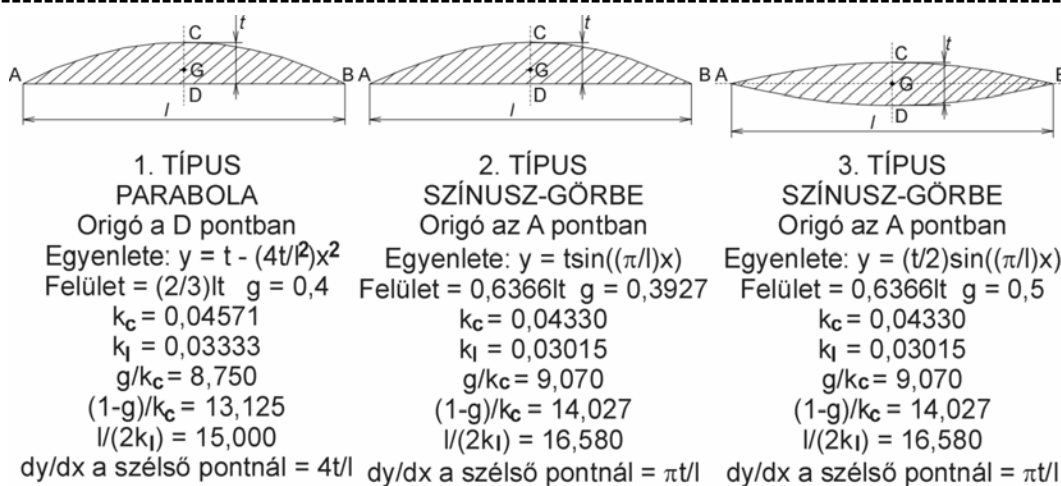 C t
A G B
D
l
1. TÍPUS
PARABOLA
Origó a D pontban
Egyenlete: y = t - (4t/l²)x²
Felület = (2/3)lt g = 0,4
kc = 0,04571
kl = 0,03333
g/kc = 8,750
(1-g)/kc = 13,125
l/(2kl) = 15,000
dy/dx a szélső pontnál = 4t/l
C t
A G B
D
l
2. TÍPUS
SZÍNUSZ-GÖRBE
Origó az A pontban
Egyenlete: y = tsin((π/l)x)
Felület = 0,6366lt g = 0,3927
kc = 0,04330
kl = 0,03015
g/kc = 9,070
(1-g)/kc = 14,027
l/(2kl) = 16,580
dy/dx a szélső pontnál = πt/l
C t
A G B
D
l
3. TÍPUS
SZÍNUSZ-GÖRBE
Origó az A pontban
Egyenlete: y = (t/2)sin((π/l)x)
Felület = 0,6366lt g = 0,5
kc = 0,04330
kl = 0,03015
g/kc = 9,070
(1-g)/kc = 14,027
l/(2kl) = 16,580
dy/dx a szélső pontnál = πt/l